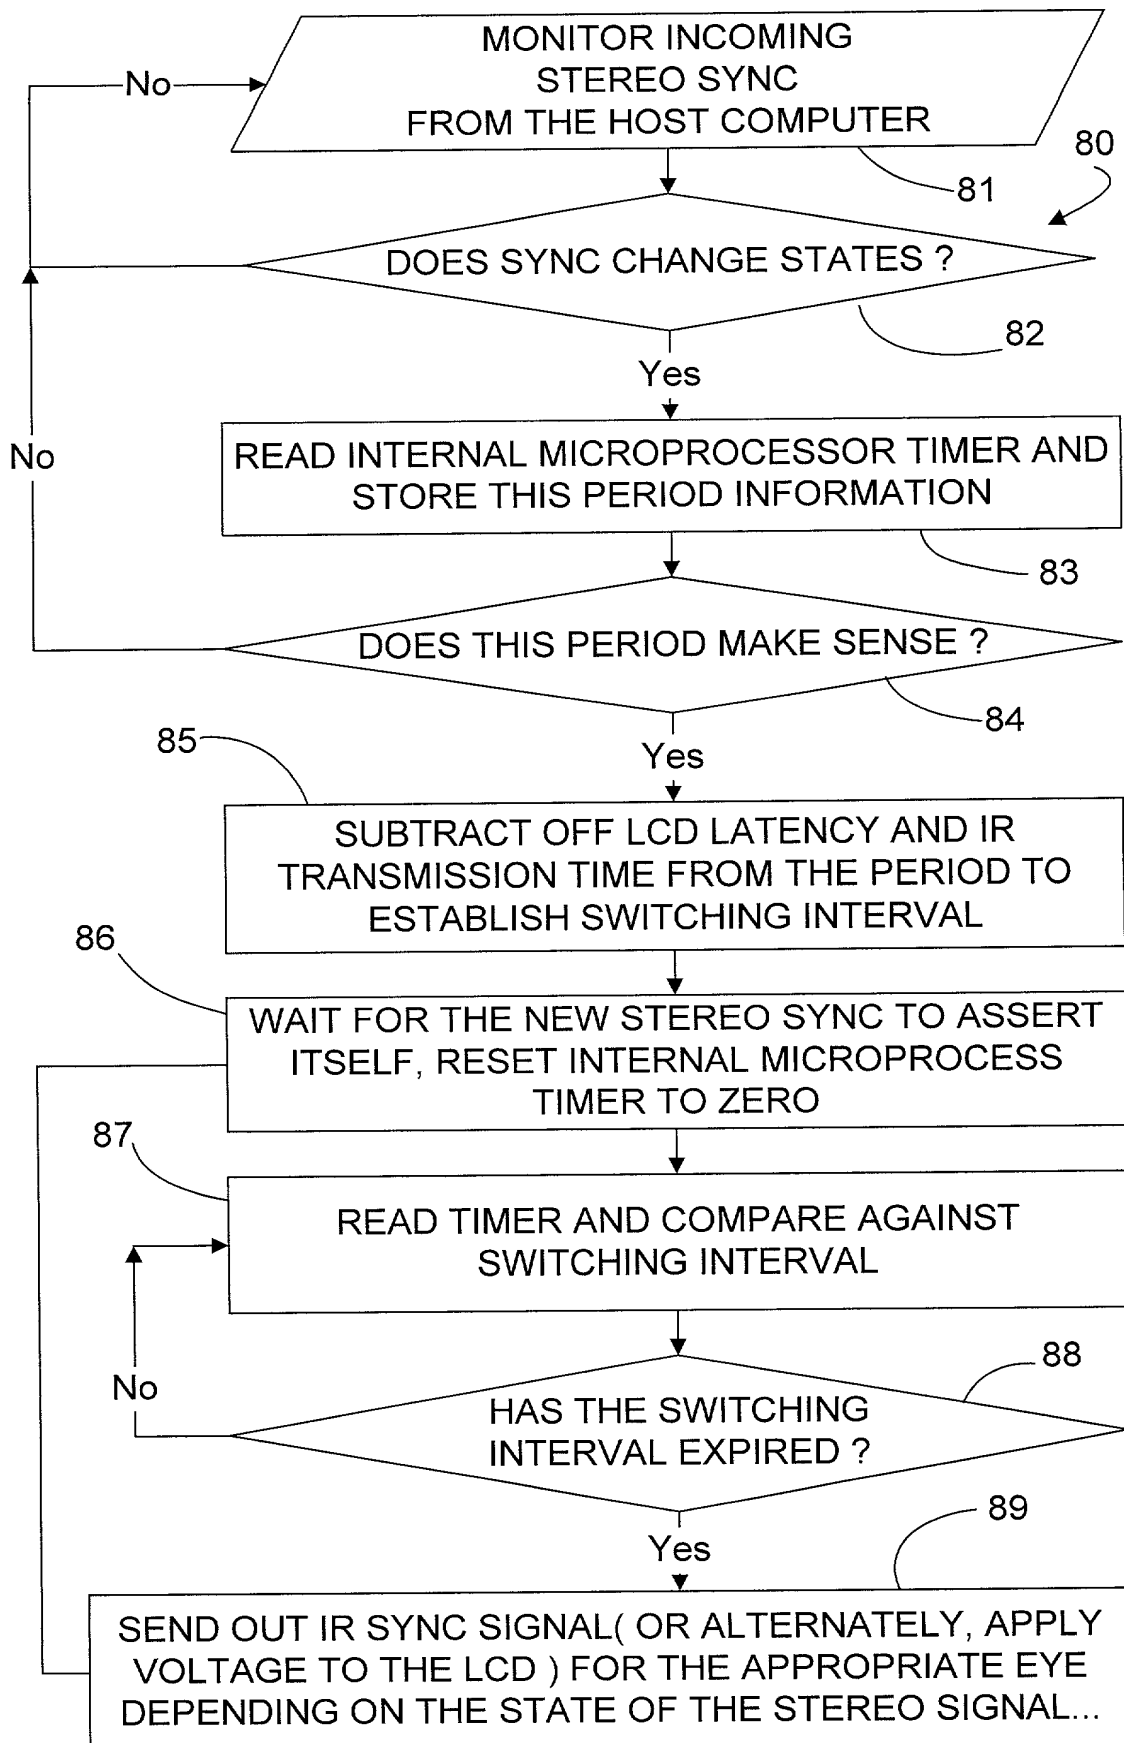 MONITOR INCOMING
STEREO SYNC
FROM THE HOST COMPUTER
No
80
81
DOES SYNC CHANGE STATES ?
82
Yes
No
READ INTERNAL MICROPROCESSOR TIMER AND
STORE THIS PERIOD INFORMATION
83
DOES THIS PERIOD MAKE SENSE ?
84
85
Yes
SUBTRACT OFF LCD LATENCY AND IR
TRANSMISSION TIME FROM THE PERIOD TO
ESTABLISH SWITCHING INTERVAL
86
WAIT FOR THE NEW STEREO SYNC TO ASSERT
ITSELF, RESET INTERNAL MICROPROCESS
TIMER TO ZERO
87
READ TIMER AND COMPARE AGAINST
SWITCHING INTERVAL
88
No
HAS THE SWITCHING
INTERVAL EXPIRED ?
89
Yes
SEND OUT IR SYNC SIGNAL( OR ALTERNATELY, APPLY
VOLTAGE TO THE LCD ) FOR THE APPROPRIATE EYE
DEPENDING ON THE STATE OF THE STEREO SIGNAL...